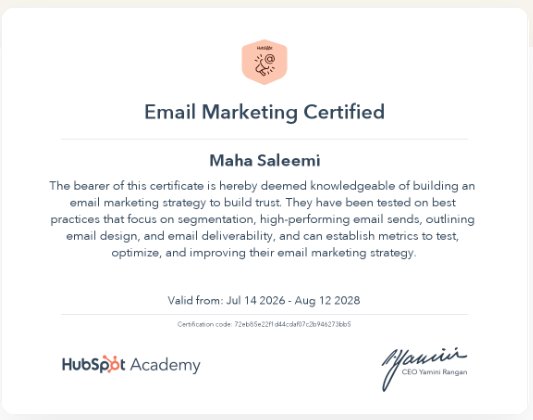 HubSpot
Email Marketing Certified
Maha Saleemi
The bearer of this certificate is hereby deemed knowledgeable of building an
email marketing strategy to build trust. They have been tested on best
practices that focus on segmentation, high-performing email sends, outlining
email design, and email deliverability, and can establish metrics to test,
optimize, and improving their email marketing strategy.
Valid from: Jul 14 2026 - Aug 12 2028
Certification code:
HubSpot Academy
Yamini
CEO Yamini Rangan